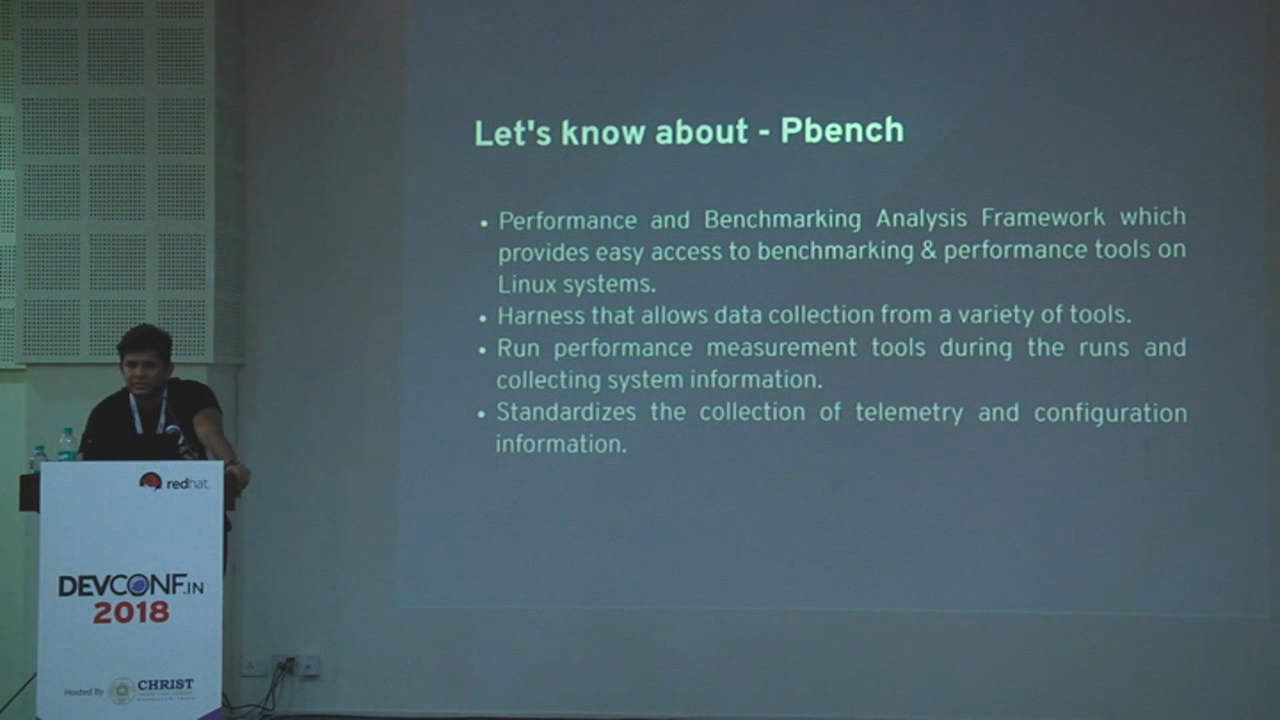 Let's know about - Pbench
• Performance and Benchmarking Analysis Framework which
provides easy access to benchmarking & performance tools on
Linux systems.
• Harness that allows data collection from a variety of tools.
• Run performance measurement tools during the runs and
collecting system information.
• Standardizes the collection of telemetry and configuration
information.
redhat.
DEVCONF.IN
2018
Hosted By
CHRIST